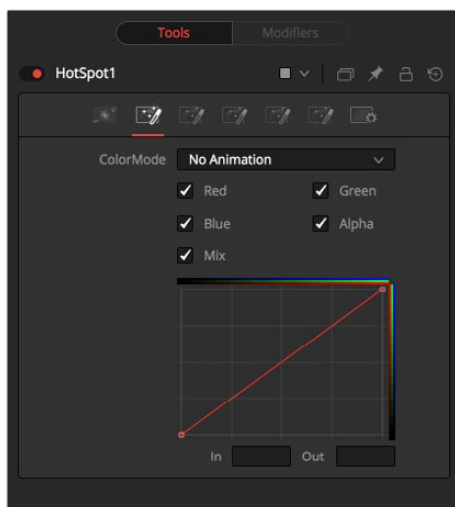 Tools Modifiers
HotSpot1
ColorMode No Animation
Red Green
Blue Alpha
Mix
In Out